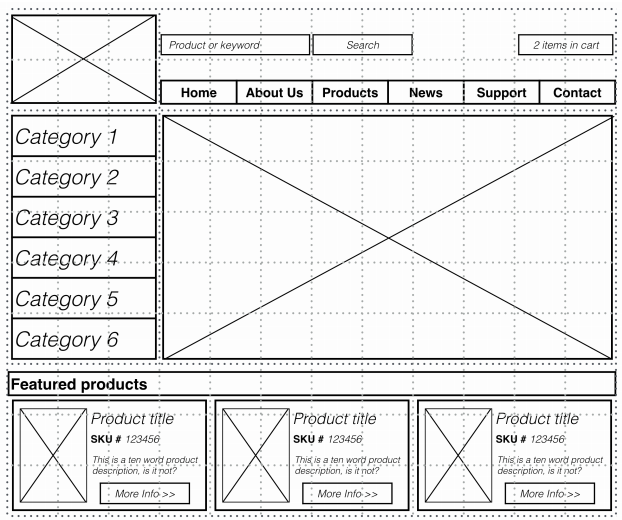 Product or keyword
Search
2 items in cart
Home About Us Products News Support Contact
Category 1
Category 2
Category 3
Category 4
Category 5
Category 6
Featured products
Product title
SKU # 123456
This is a ten word product
description, is it not?
More Info >>
Product title
SKU # 123456
This is a ten word product
description, is it not?
More Info >>
Product title
SKU # 123456
This is a ten word product
description, is it not?
More Info >>